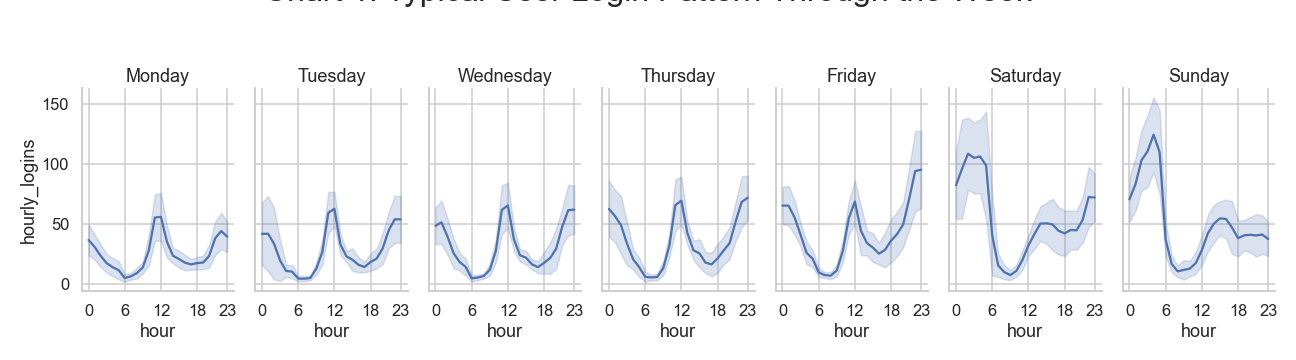 Chart Typical User Login Pattern Through the Week
Monday Tuesday Wednesday Thursday Friday Saturday Sunday
hourly_logins
150
100
50
0
0 6 12 18 23 0 6 12 18 23 0 6 12 18 23 0 6 12 18 23 0 6 12 18 23 0 6 12 18 23 0 6 12 18 23
hour hour hour hour hour hour hour